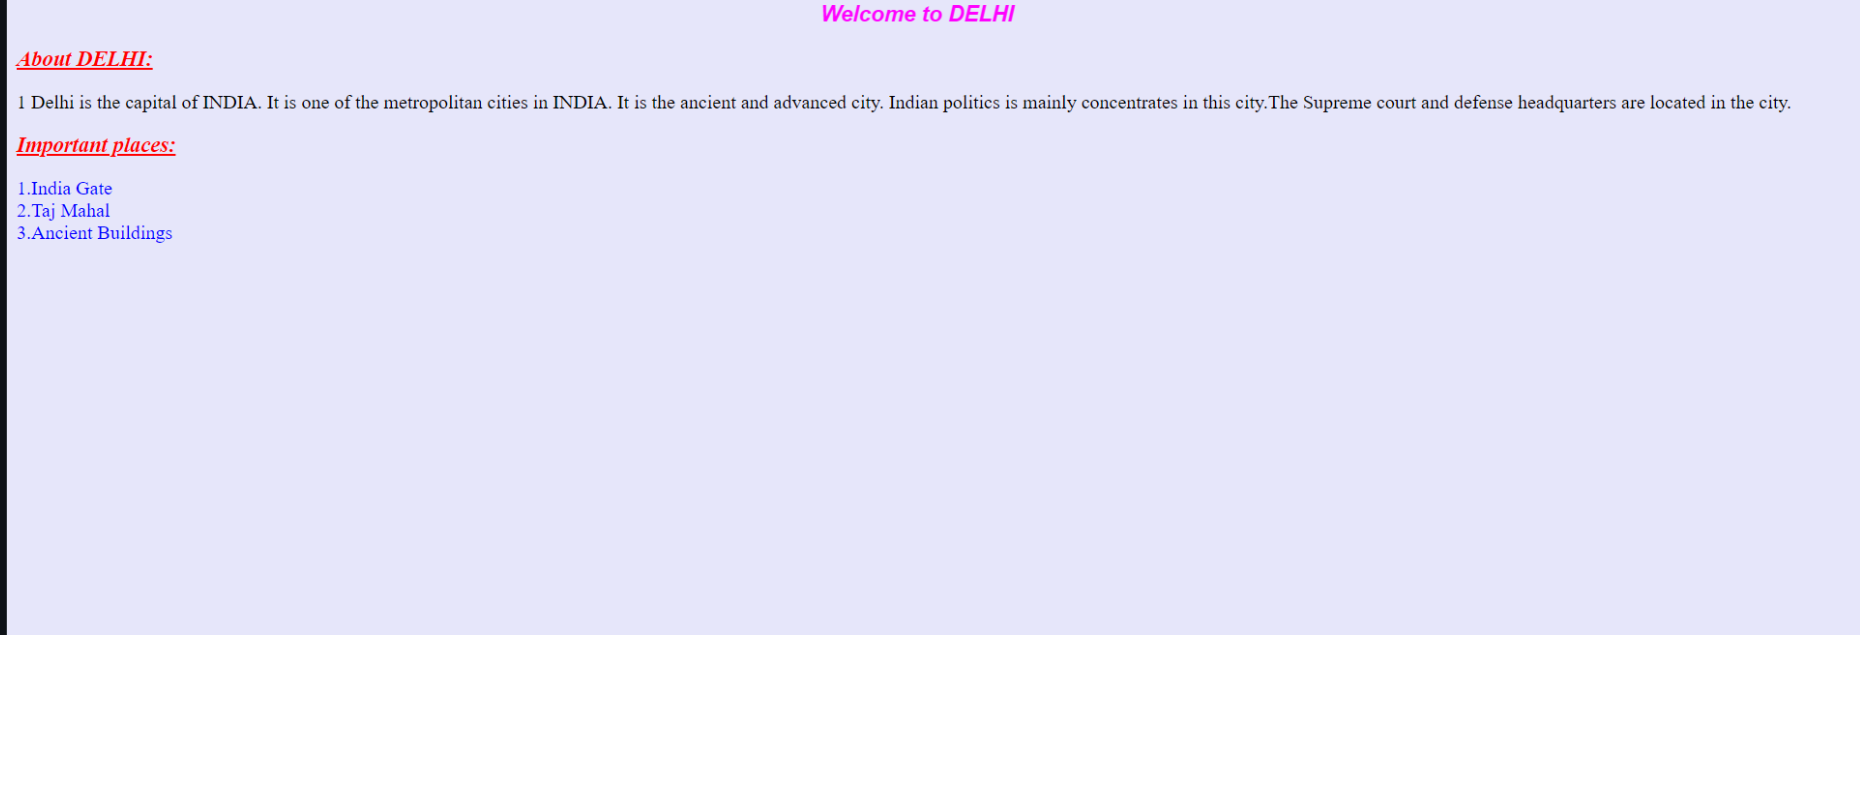 Welcome to DELHI
About DELHI:
1 Delhi is the capital of INDIA. It is one of the metropolitan cities in INDIA. It is the ancient and advanced city. Indian politics is mainly concentrates in this city.The Supreme court and defense headquarters are located in the city.
Important places:
1.India Gate
2.Taj Mahal
3.Ancient Buildings